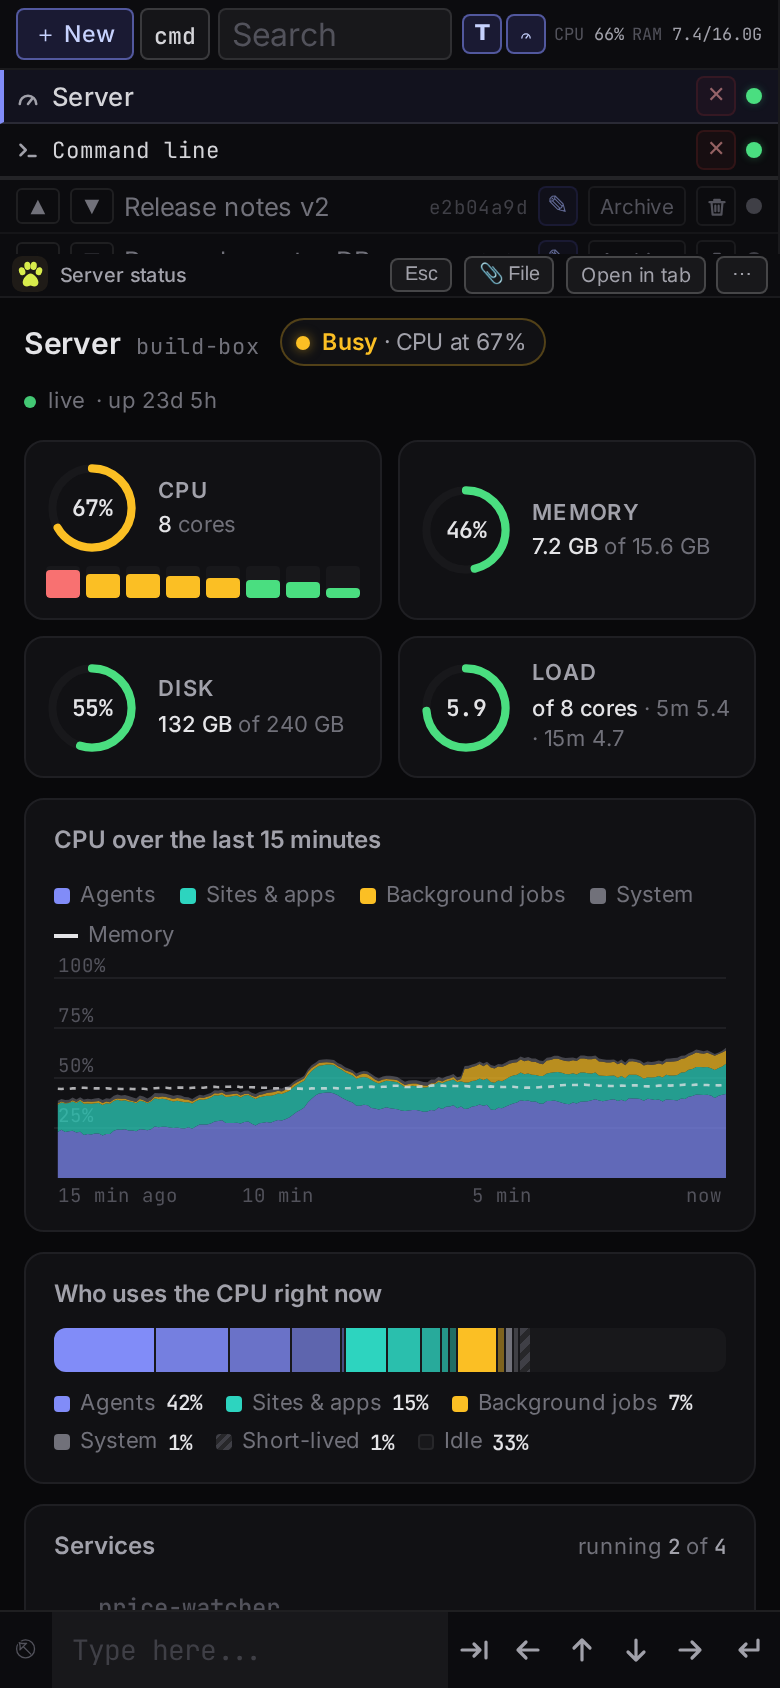 + New cmd Search T CPU 66% RAM 7.4/16.0G
Server ✕
Command line ✕
▲ ▼ Release notes v2 e2b04a9d ✎ Archive
Server status Esc 📎 File Open in tab ···
Server build-box Busy · CPU at 67%
live · up 23d 5h
67% CPU
8 cores
46% MEMORY
7.2 GB of 15.6 GB
55% DISK
132 GB of 240 GB
5.9 LOAD
of 8 cores · 5m 5.4
· 15m 4.7
CPU over the last 15 minutes
Agents Sites & apps Background jobs System
Memory
100%
75%
50%
25%
15 min ago 10 min 5 min now
Who uses the CPU right now
Agents 42% Sites & apps 15% Background jobs 7%
System 1% Short-lived 1% Idle 33%
Services running 2 of 4
price-watcher
Type here...